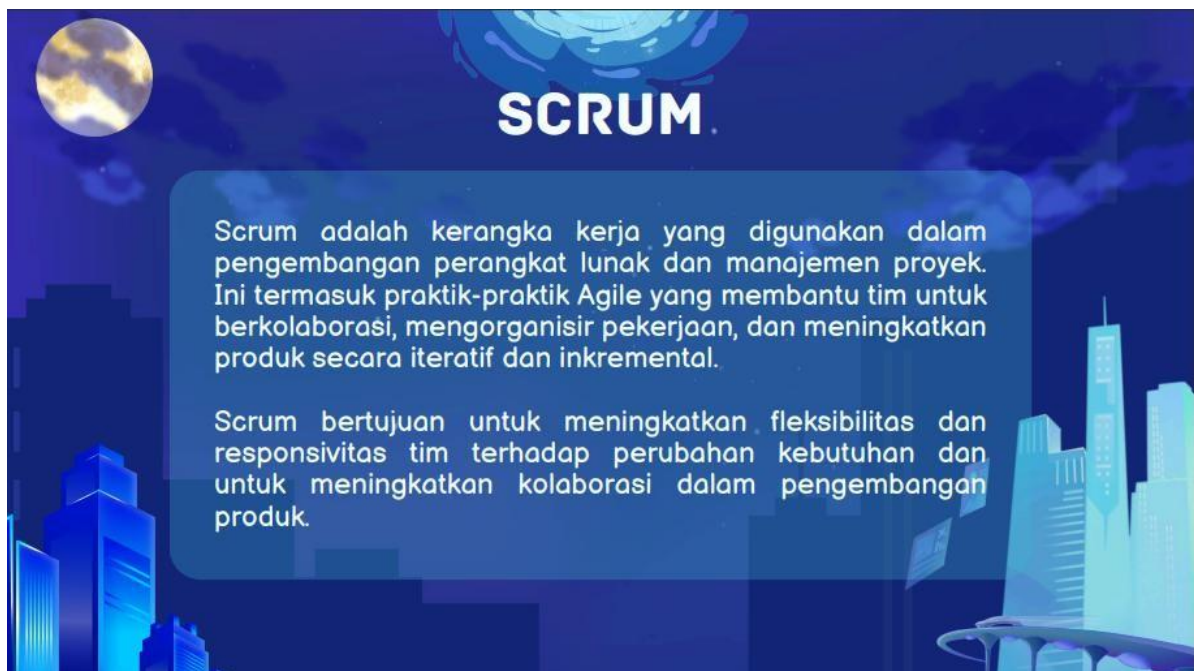 SCRUM
Scrum adalah kerangka kerja yang digunakan dalam
pengembangan perangkat lunak dan manajemen proyek.
Ini termasuk praktik-praktik Agile yang membantu tim untuk
berkolaborasi, mengorganisir pekerjaan, dan meningkatkan
produk secara iteratif dan inkremental.
Scrum bertujuan untuk meningkatkan fleksibilitas dan
responsivitas tim terhadap perubahan kebutuhan dan
untuk meningkatkan kolaborasi dalam pengembangan
produk.